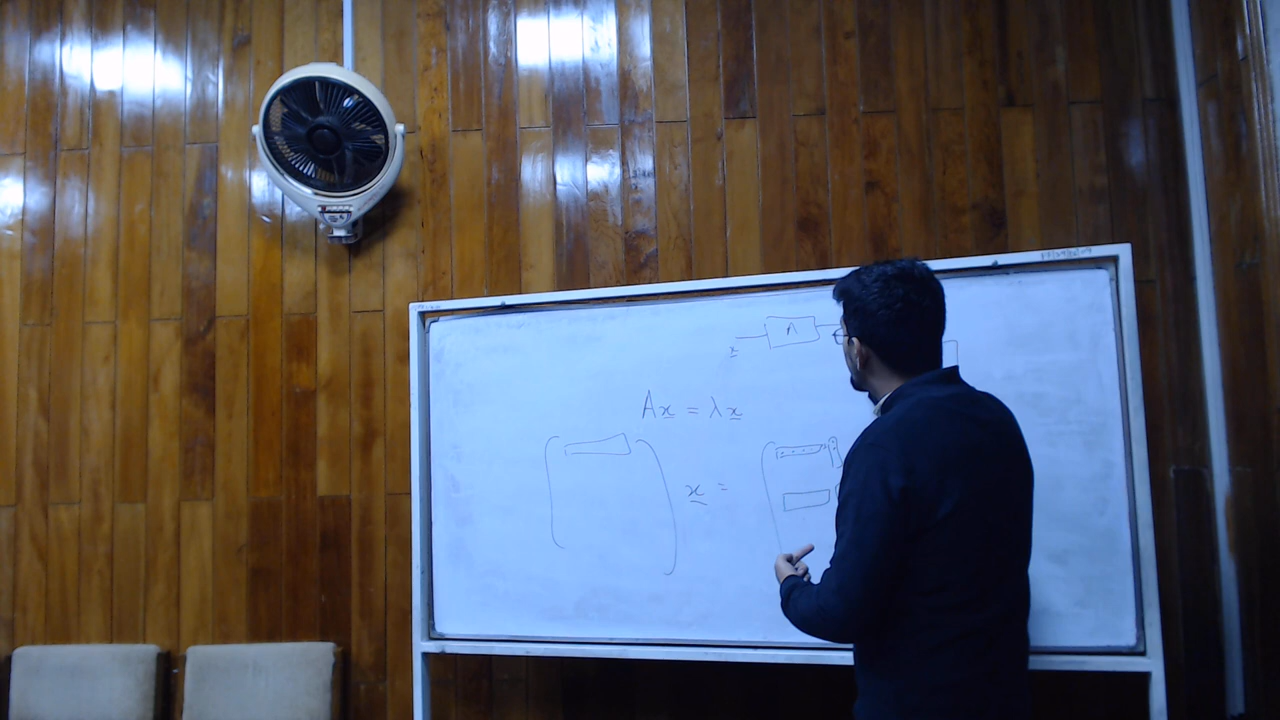 A
x
Ax = λx
x =